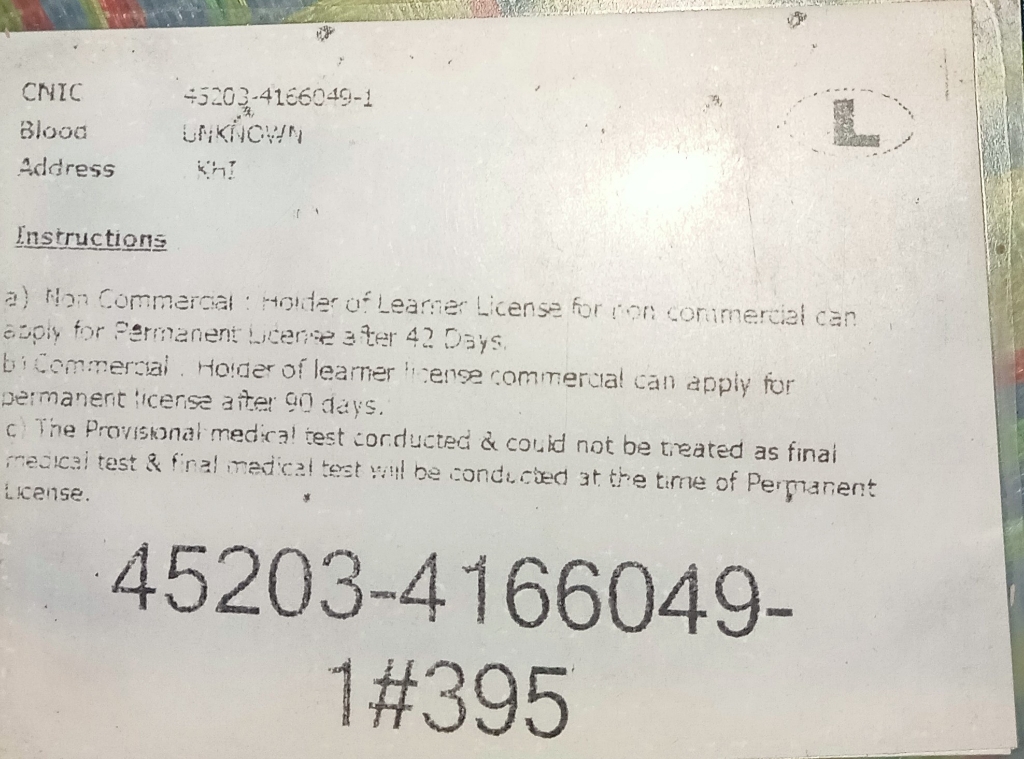 CNIC 45203-4166049-1
L
Blood UNKNOWN
Address KHI
Instructions
a) Non Commercial : Holder of Learner License for non commercial can
apply for Permanent License after 42 Days.
b) Commercial : Holder of learner license commercial can apply for
permanent license after 90 days.
c) The Provisional medical test conducted & could not be treated as final
medical test & final medical test will be conducted at the time of Permanent
License.
45203-4166049-
1#395